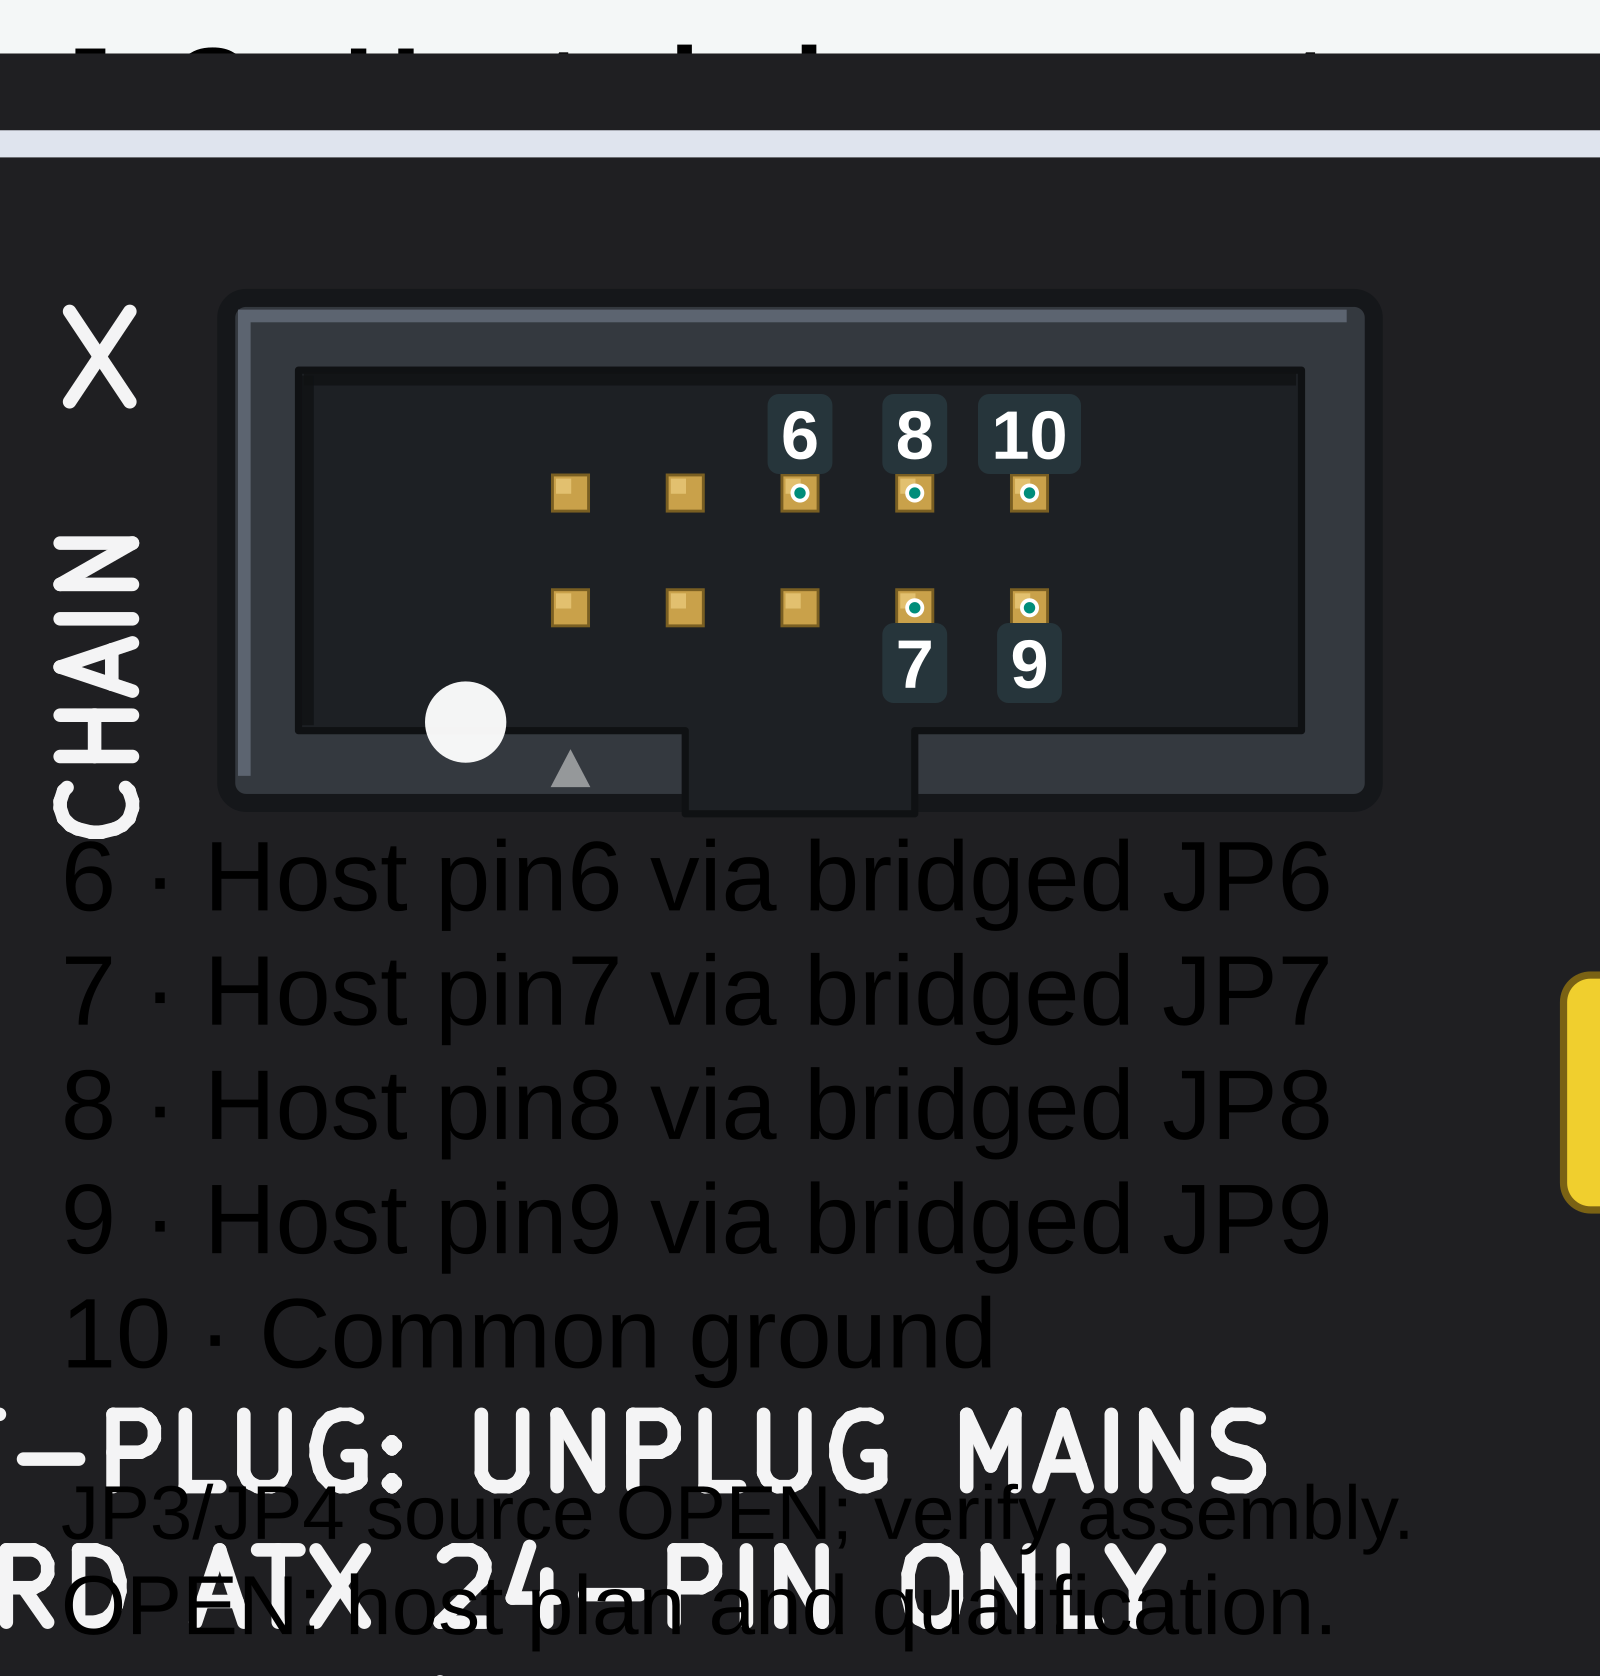 X
CHAIN
6 8 10
7 9
6 · Host pin6 via bridged JP6
7 · Host pin7 via bridged JP7
8 · Host pin8 via bridged JP8
9 · Host pin9 via bridged JP9
10 · Common ground
-PLUG: UNPLUG MAINS
JP3/JP4 source OPEN; verify assembly.
RD ATX 24-PIN ONLY
OPEN: host plan and qualification.